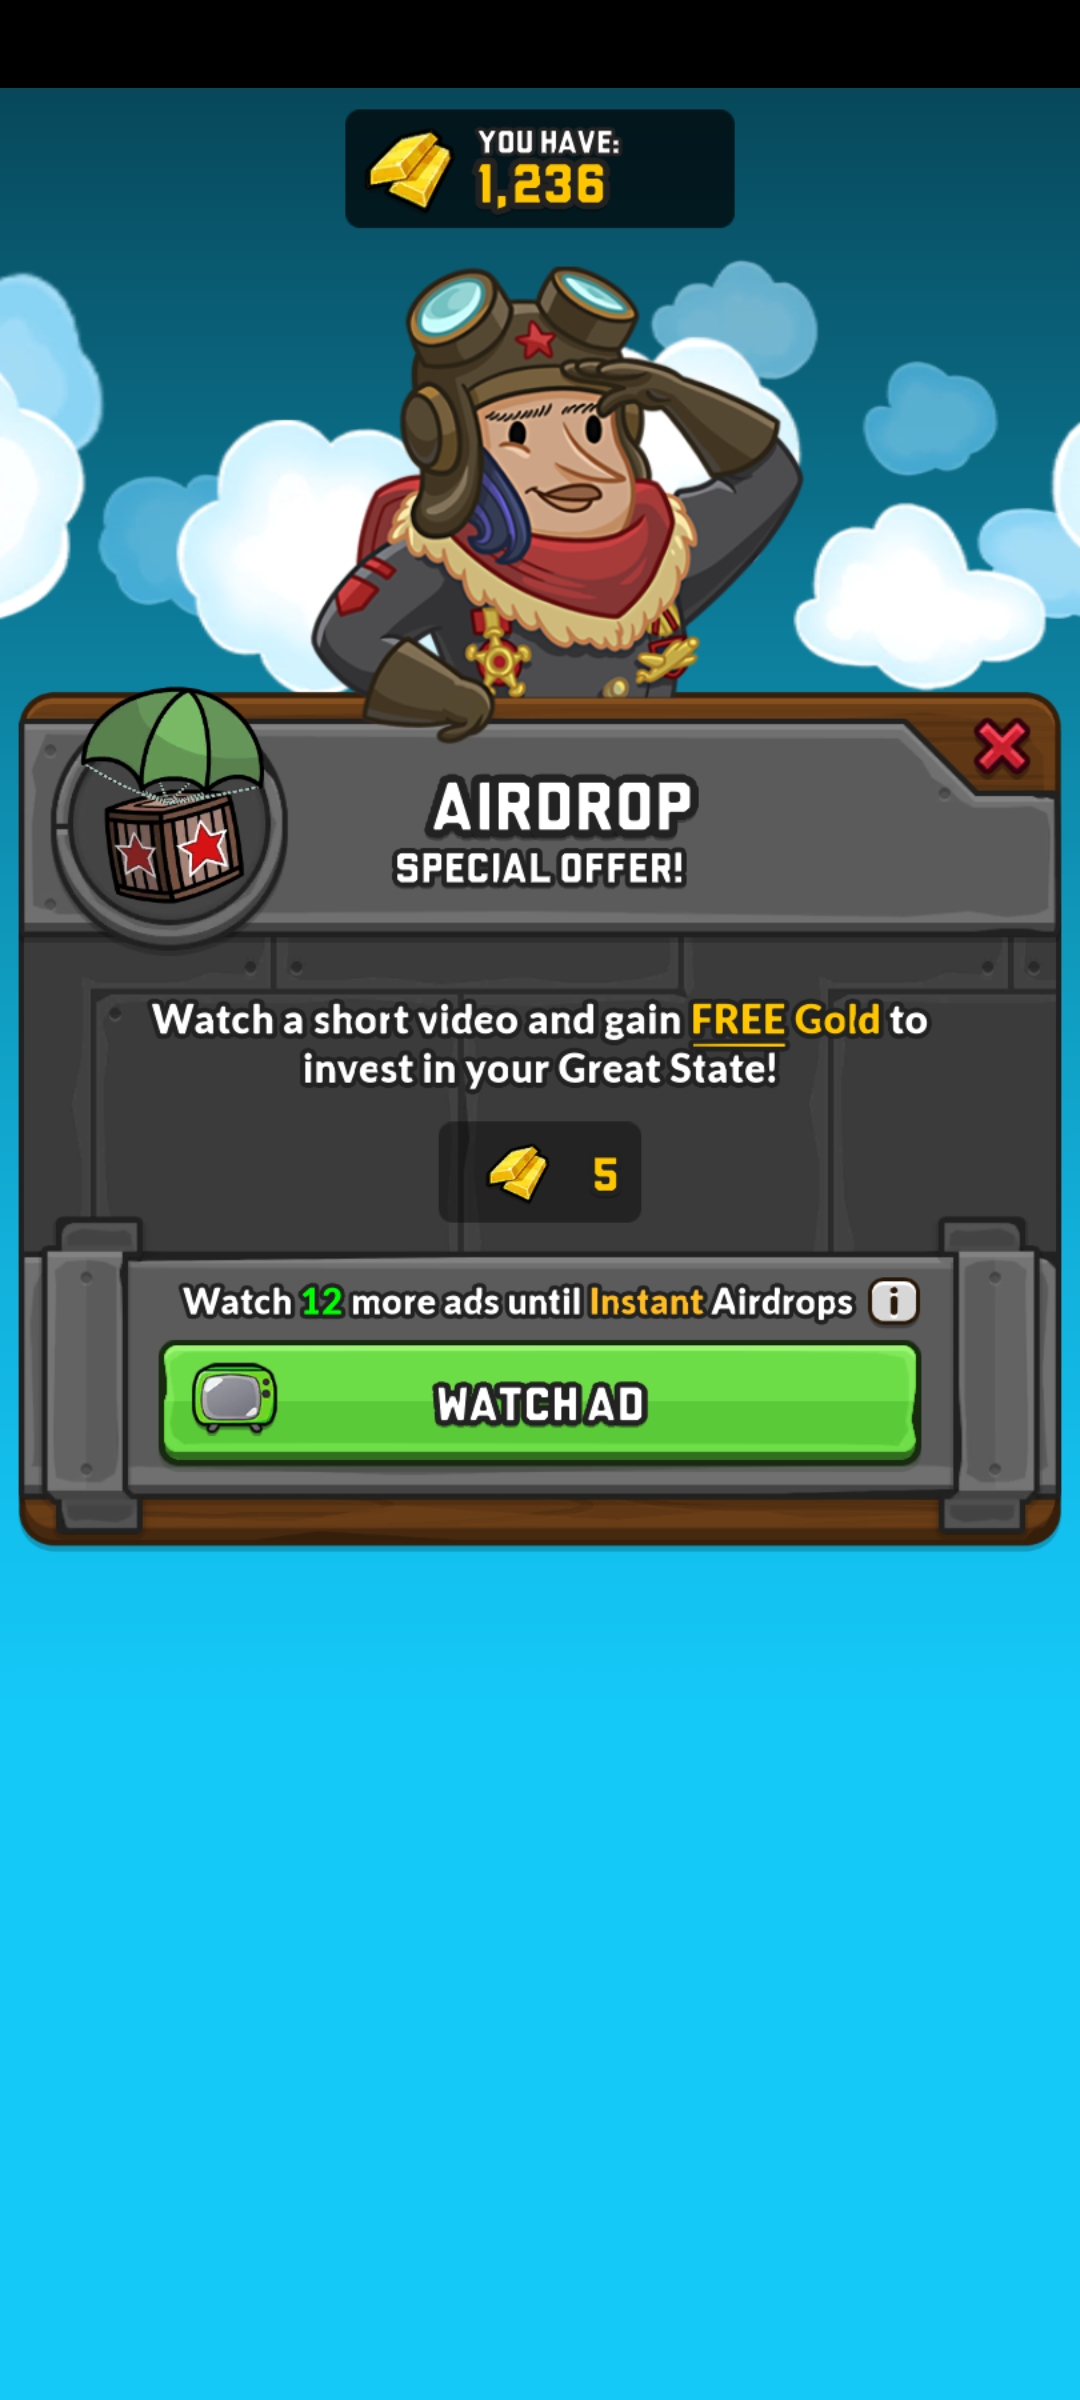 YOU HAVE:
1,236
AIRDROP
SPECIAL OFFER!
Watch a short video and gain FREE Gold to
invest in your Great State!
5
Watch 12 more ads until Instant Airdrops i
WATCH AD